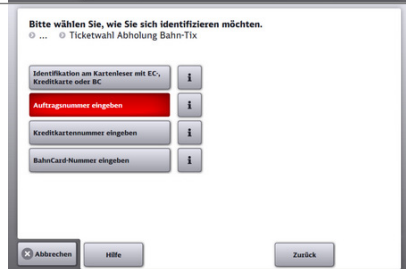 Bitte wählen Sie, wie Sie sich identifizieren möchten.
... Ticketwahl Abholung Bahn-Tix
Identifikation am Kartenleser mit EC-,
Kreditkarte oder BC
i
Auftragsnummer eingeben
i
Kreditkartennummer eingeben
i
BahnCard-Nummer eingeben
i
Abbrechen
Hilfe
Zurück